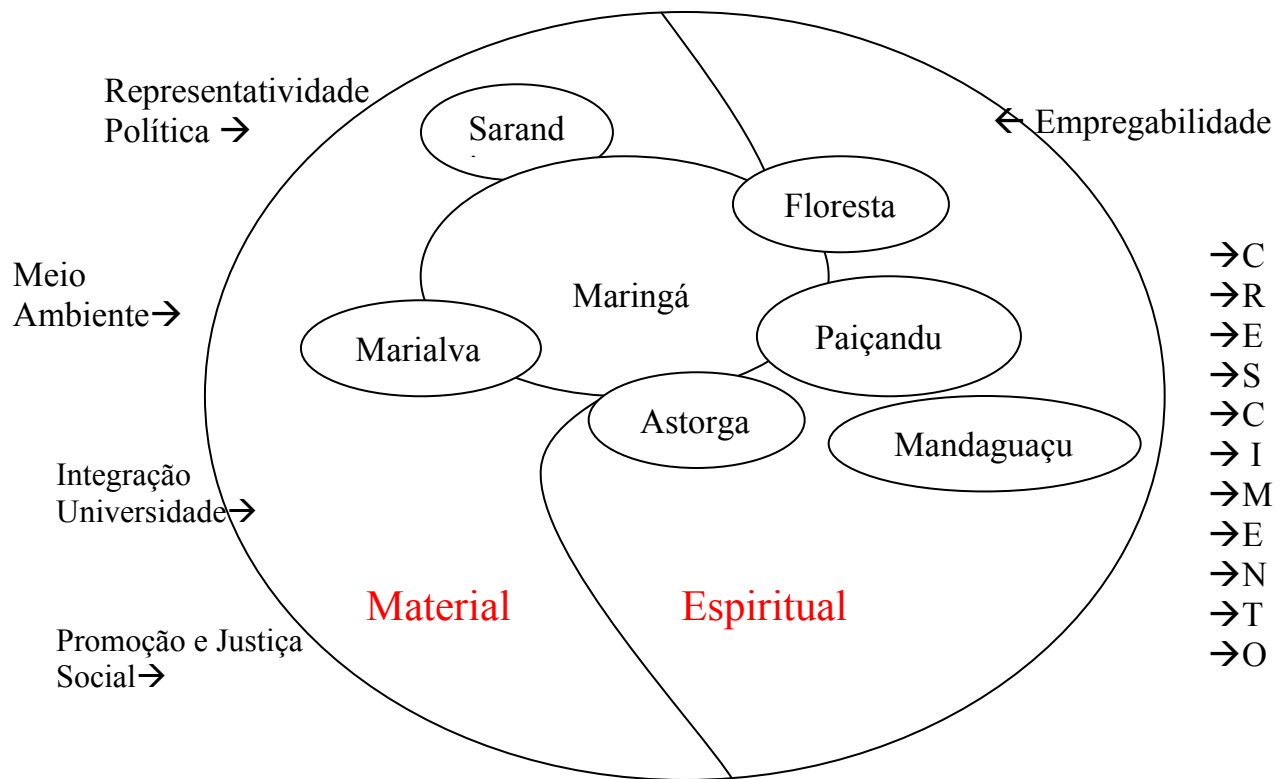 Representatividade
Política →
Sarand
← Empregabilidade
Floresta
Meio
Ambiente→
Maringá
Marialva
Paiçandu
Astorga
Mandaguaçu
Integração
Universidade→
Material
Espiritual
Promoção e Justiça
Social→
→C
→R
→E
→S
→C
→ I
→M
→E
→N
→T
→O